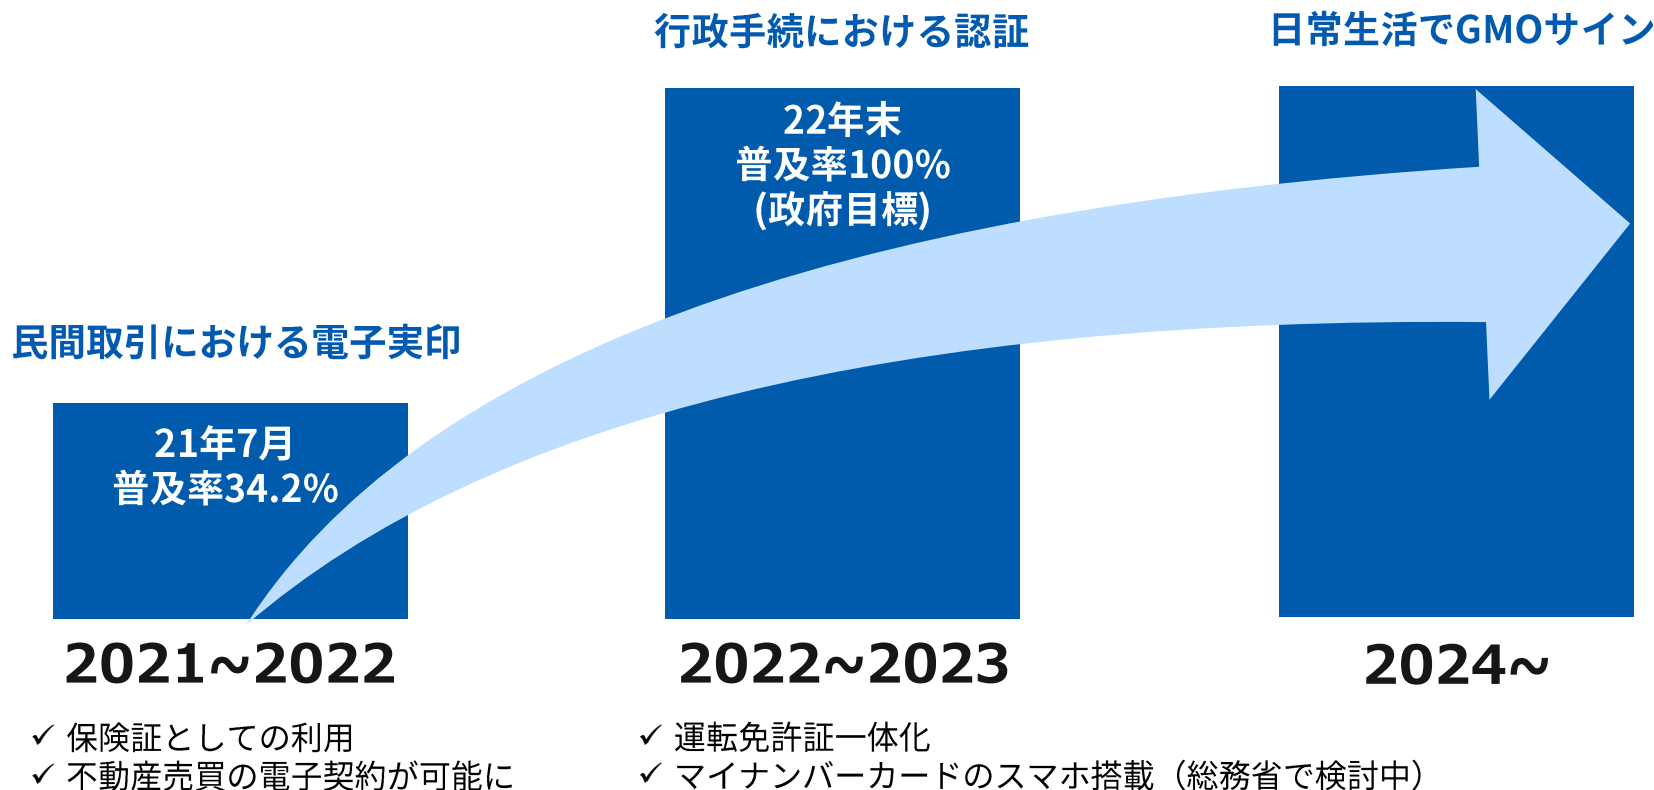 民間取引における電子実印
21年7月
普及率34.2%
2021~2022
保険証としての利用
不動産売買の電子契約が可能に
行政手続における認証
22年末
普及率100%
(政府目標)
2022~2023
運転免許証一体化
マイナンバーカードのスマホ搭載（総務省で検討中）
日常生活でGMOサイン
2024~